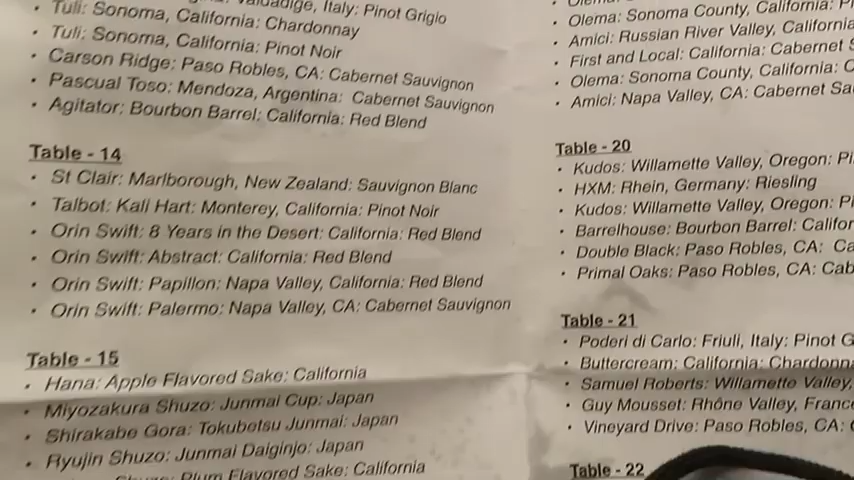 Italy: Pinot Grigio
Tuli: Sonoma, California: Chardonnay
Tuli: Sonoma, California: Pinot Noir
Carson Ridge: Paso Robles, CA: Cabernet Sauvignon
Pascual Toso: Mendoza, Argentina: Cabernet Sauvignon
Agitator: Bourbon Barrel: California: Red Blend
Table - 14
St Clair: Marlborough, New Zealand: Sauvignon Blanc
Talbot: Kali Hart: Monterey, California: Pinot Noir
Orin Swift: 8 Years in the Desert: California: Red Blend
Orin Swift: Abstract: California: Red Blend
Orin Swift: Papillon: Napa Valley, California: Red Blend
Orin Swift: Palermo: Napa Valley, CA: Cabernet Sauvignon
Table - 15
Hana: Apple Flavored Sake: California
Miyozakura Shuzo: Junmai Cup: Japan
Shirakabe Gora: Tokubetsu Junmai: Japan
Ryujin Shuzo: Junmai Daiginjo: Japan
Plum Flavored Sake: California
Olema: Sonoma County, California:
Amici: Russian River Valley, California
First and Local: California: Cabernet
Olema: Sonoma County, California:
Amici: Napa Valley, CA: Cabernet
Table - 20
Kudos: Willamette Valley, Oregon:
HXM: Rhein, Germany: Riesling
Kudos: Willamette Valley, Oregon:
Barrelhouse: Bourbon Barrel:
Double Black: Paso Robles, CA:
Primal Oaks: Paso Robles, CA:
Table - 21
Poderi di Carlo: Friuli, Italy: Pinot
Buttercream: California:
Samuel Roberts: Willamette Valley,
Guy Mousset: Rhône Valley,
Vineyard Drive: Paso Robles, CA:
Table - 22